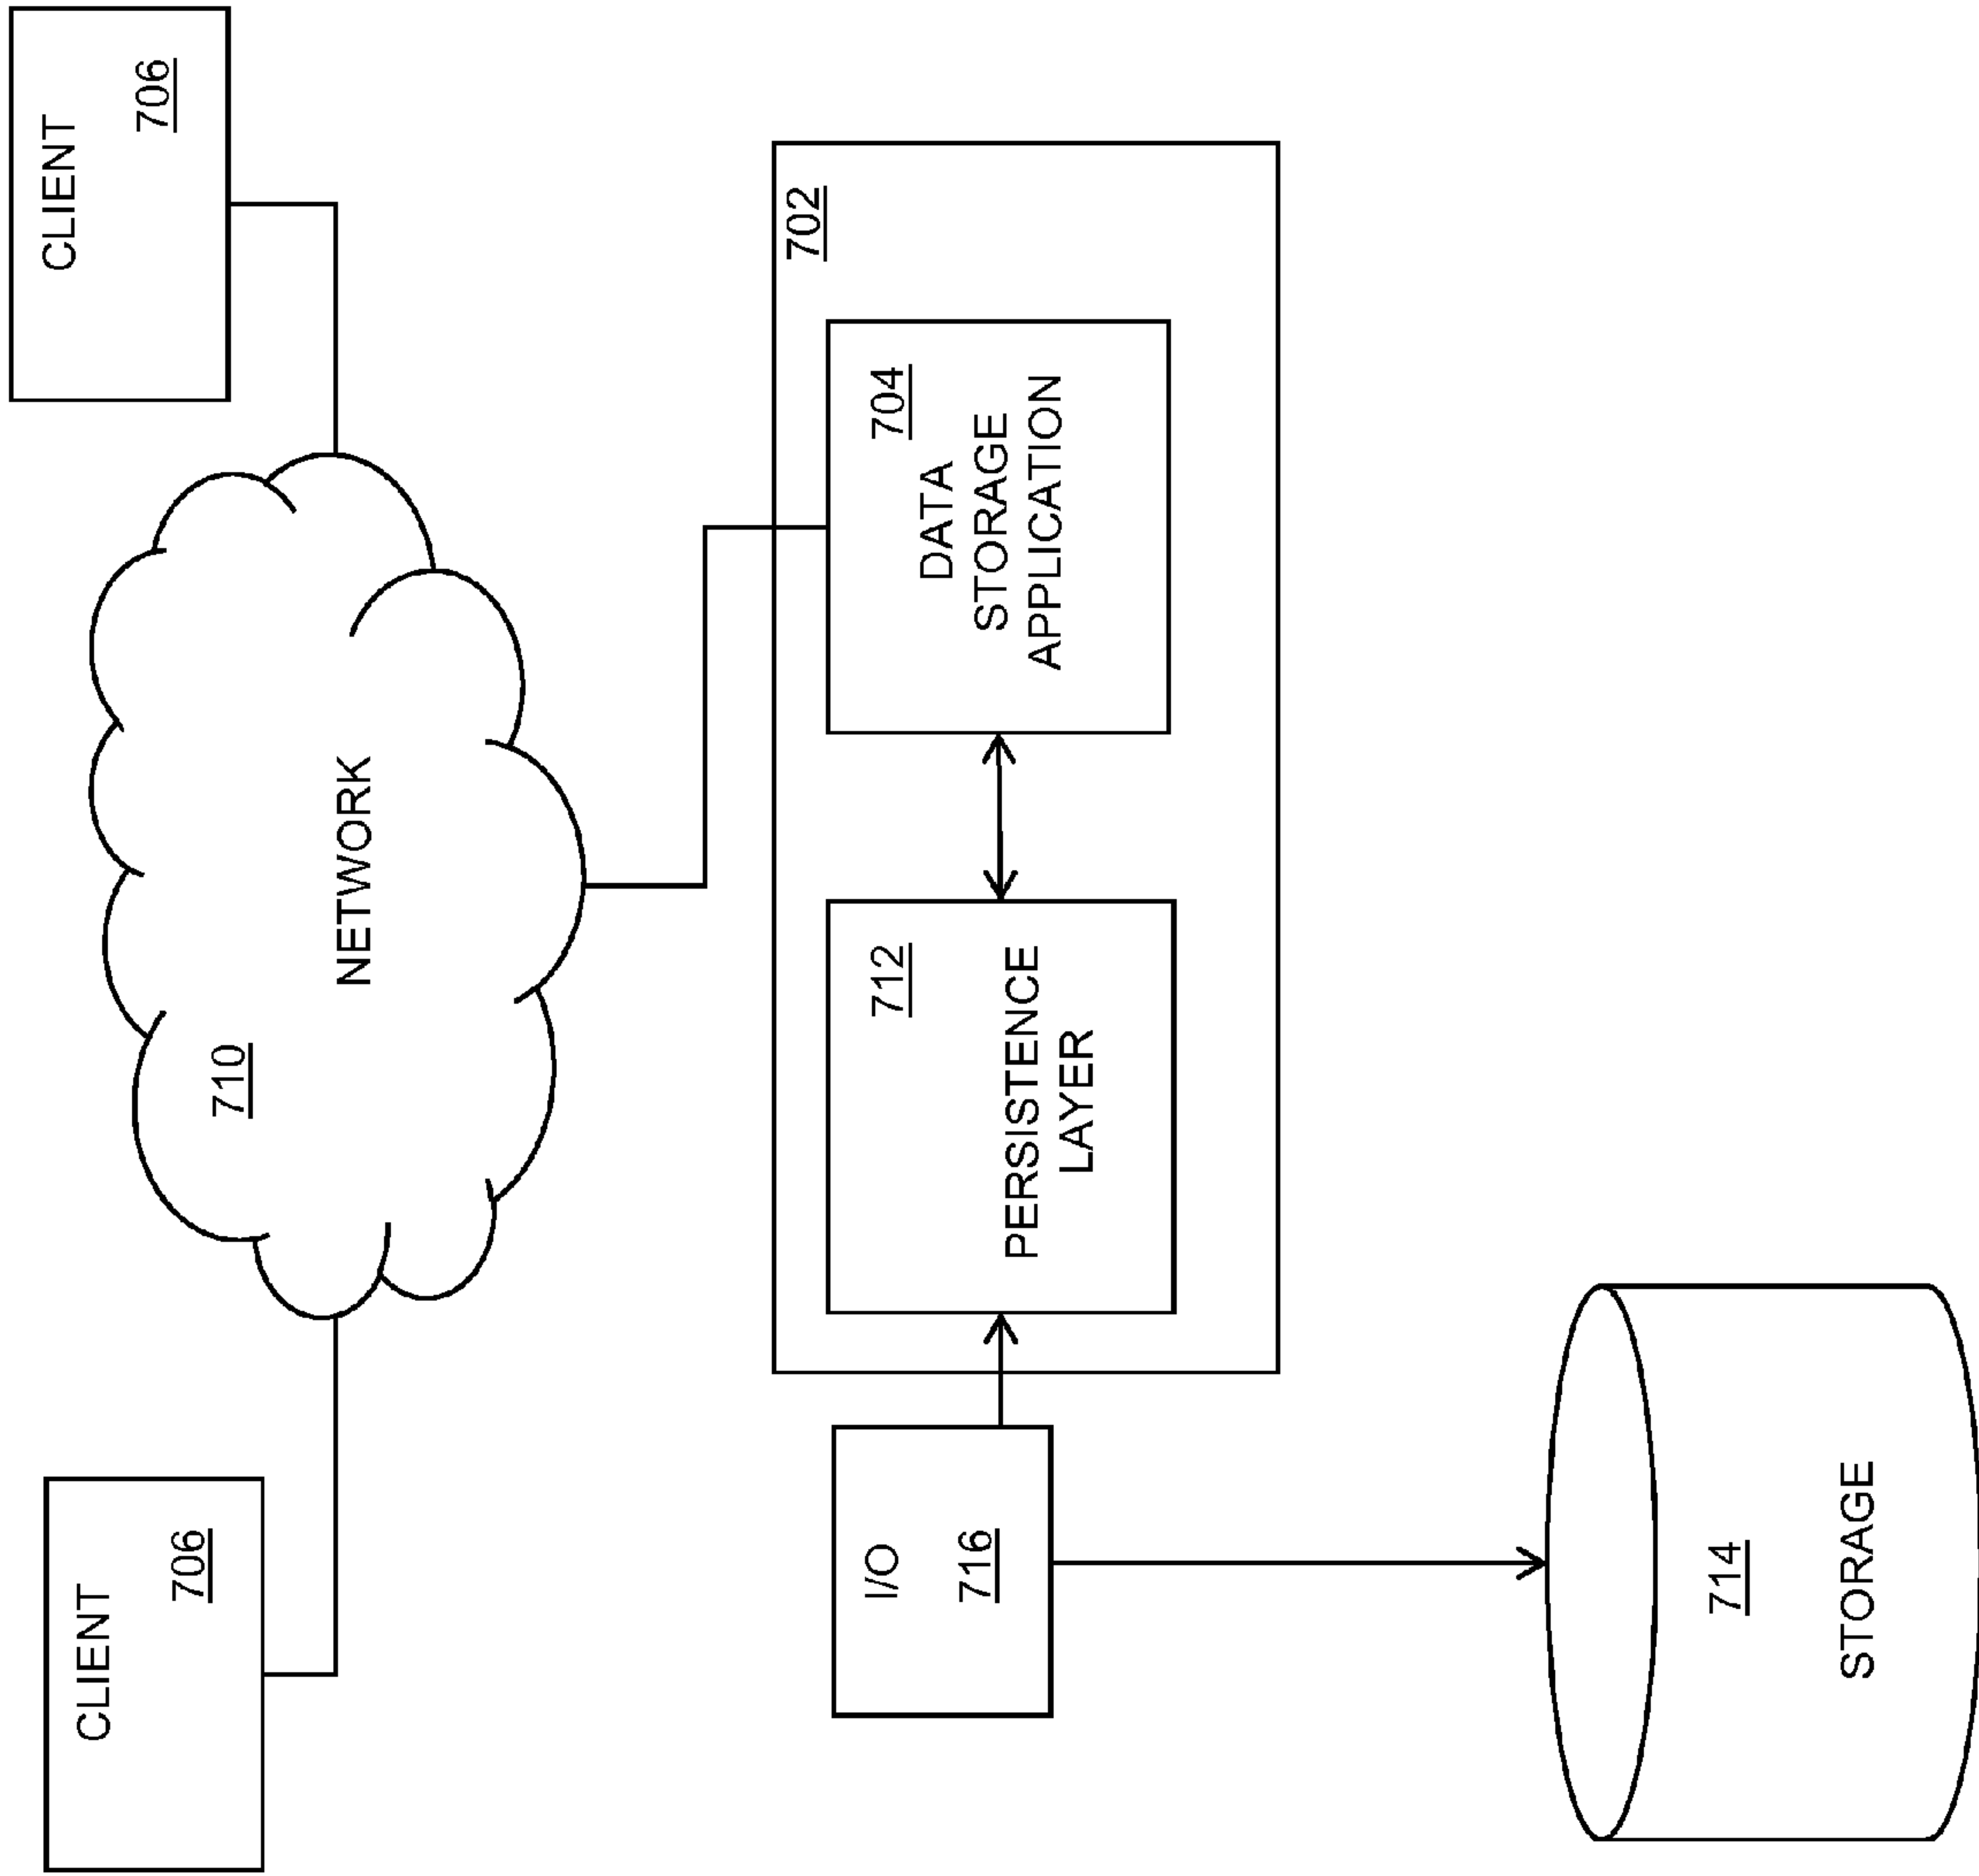 CLIENT
706
CLIENT
706
710
NETWORK
702
712
PERSISTENCE
LAYER
704
DATA
STORAGE
APPLICATION
I/O
716
714
STORAGE